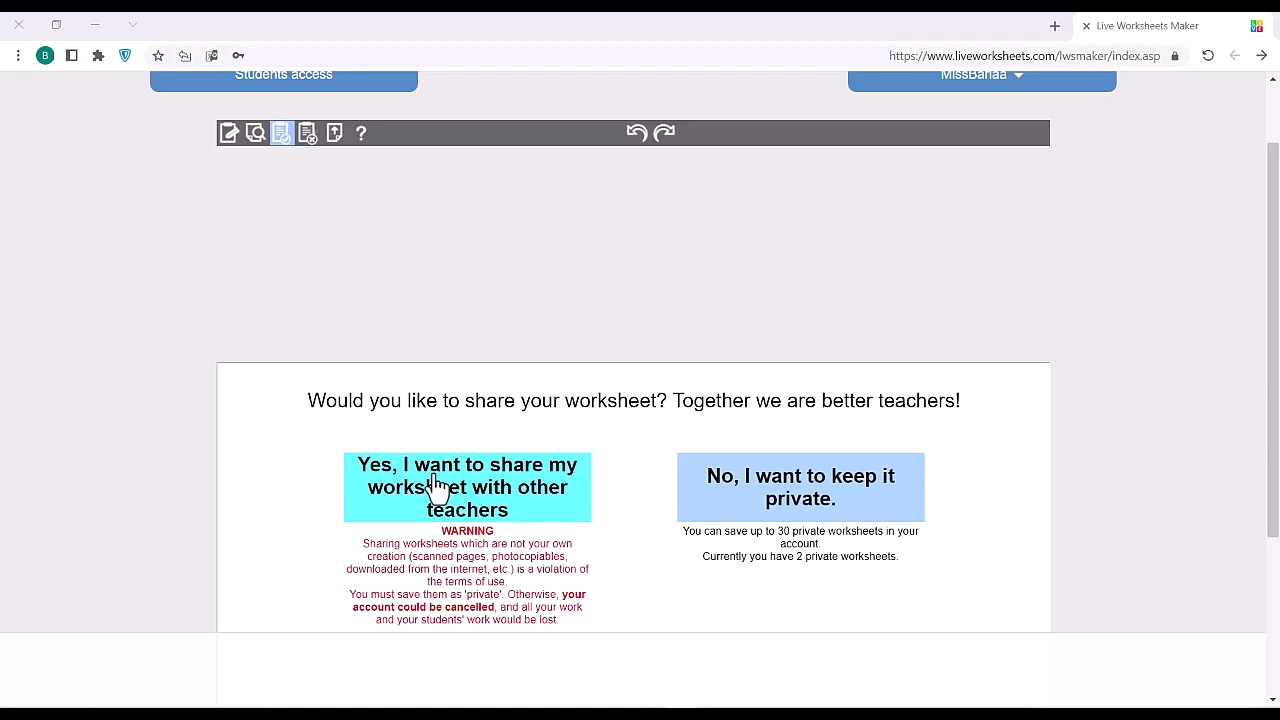 Live Worksheets Maker
B
https://www.liveworksheets.com/lwsmaker/index.asp
Students access
MissBariaa
?
Would you like to share your worksheet? Together we are better teachers!
Yes, I want to share my
worksheet with other
teachers
WARNING
Sharing worksheets which are not your own
creation (scanned pages, photocopiables,
downloaded from the internet, etc.) is a violation of
the terms of use.
You must save them as 'private'. Otherwise, your
account could be cancelled, and all your work
and your students' work would be lost.
No, I want to keep it
private.
You can save up to 30 private worksheets in your
account.
Currently you have 2 private worksheets.